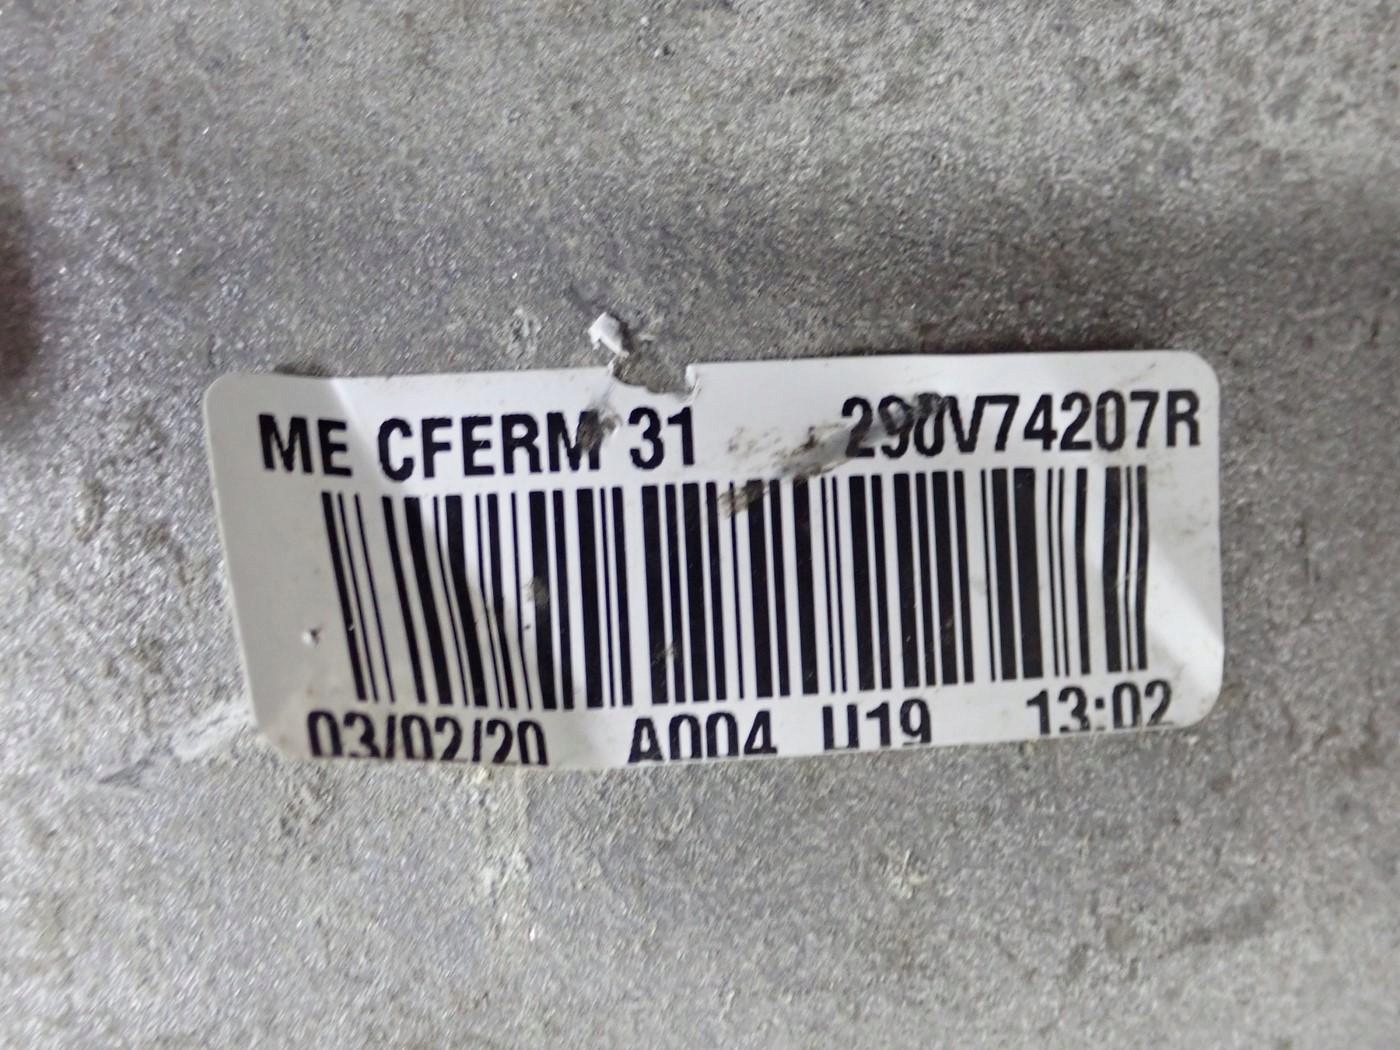 ME CFERM 31 290V74207R
03/02/20 A004 U19 13:02